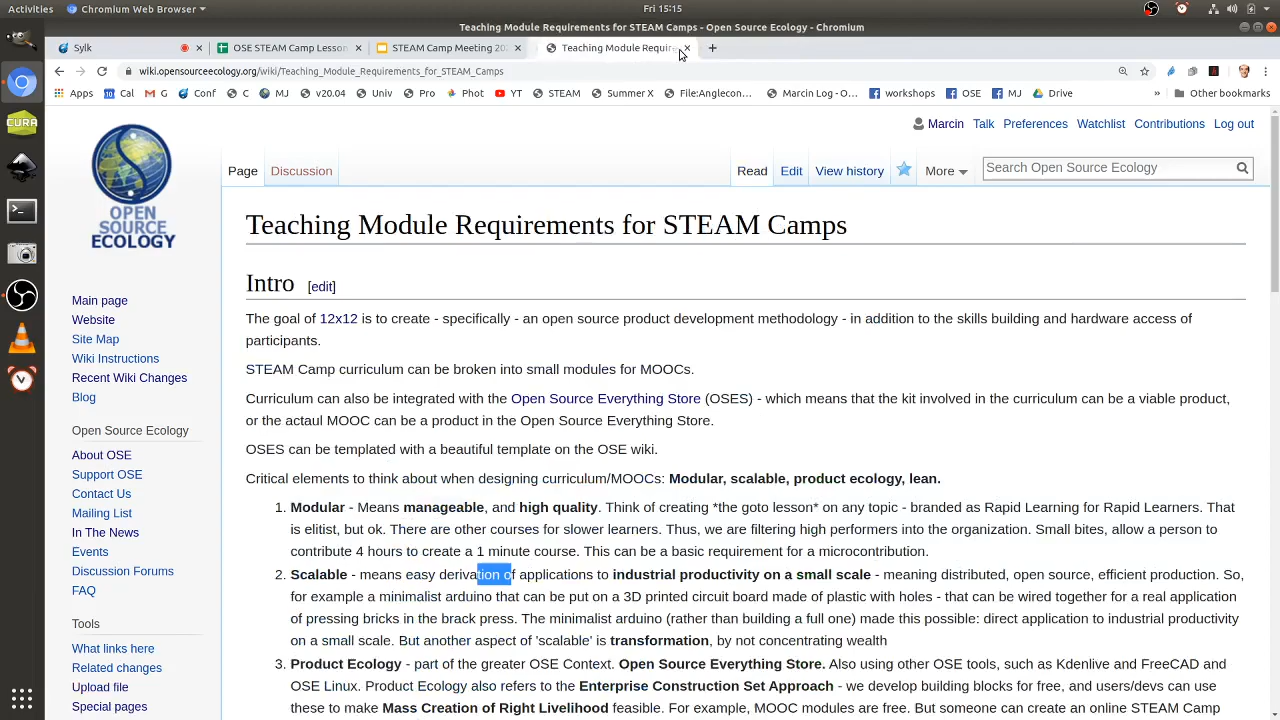 Activities Chromium Web Browser Fri 15:15
Teaching Module Requirements for STEAM Camps - Open Source Ecology - Chromium
Sylk OSE STEAM Camp Lesson STEAM Camp Meeting 202 Teaching Module Require
wiki.opensourceecology.org/wiki/Teaching_Module_Requirements_for_STEAM_Camps
Apps Cal G Conf C MJ v20.04 Univ Pro Phot YT STEAM Summer X File:Anglecon... Marcin Log - O... workshops OSE MJ Drive » Other bookmarks
Marcin Talk Preferences Watchlist Contributions Log out
Page Discussion Read Edit View history More Search Open Source Ecology
CURA
OPEN
SOURCE
ECOLOGY
Teaching Module Requirements for STEAM Camps
Intro [edit]
The goal of 12x12 is to create - specifically - an open source product development methodology - in addition to the skills building and hardware access of
participants.
STEAM Camp curriculum can be broken into small modules for MOOCs.
Curriculum can also be integrated with the Open Source Everything Store (OSES) - which means that the kit involved in the curriculum can be a viable product,
or the actaul MOOC can be a product in the Open Source Everything Store.
OSES can be templated with a beautiful template on the OSE wiki.
Critical elements to think about when designing curriculum/MOOCs: Modular, scalable, product ecology, lean.
1. Modular - Means manageable, and high quality. Think of creating *the goto lesson* on any topic - branded as Rapid Learning for Rapid Learners. That
is elitist, but ok. There are other courses for slower learners. Thus, we are filtering high performers into the organization. Small bites, allow a person to
contribute 4 hours to create a 1 minute course. This can be a basic requirement for a microcontribution.
2. Scalable - means easy derivation of applications to industrial productivity on a small scale - meaning distributed, open source, efficient production. So,
for example a minimalist arduino that can be put on a 3D printed circuit board made of plastic with holes - that can be wired together for a real application
of pressing bricks in the brack press. The minimalist arduino (rather than building a full one) made this possible: direct application to industrial productivity
on a small scale. But another aspect of 'scalable' is transformation, by not concentrating wealth
3. Product Ecology - part of the greater OSE Context. Open Source Everything Store. Also using other OSE tools, such as Kdenlive and FreeCAD and
OSE Linux. Product Ecology also refers to the Enterprise Construction Set Approach - we develop building blocks for free, and users/devs can use
these to make Mass Creation of Right Livelihood feasible. For example, MOOC modules are free. But someone can create an online STEAM Camp
Main page
Website
Site Map
Wiki Instructions
Recent Wiki Changes
Blog
Open Source Ecology
About OSE
Support OSE
Contact Us
Mailing List
In The News
Events
Discussion Forums
FAQ
Tools
What links here
Related changes
Upload file
Special pages